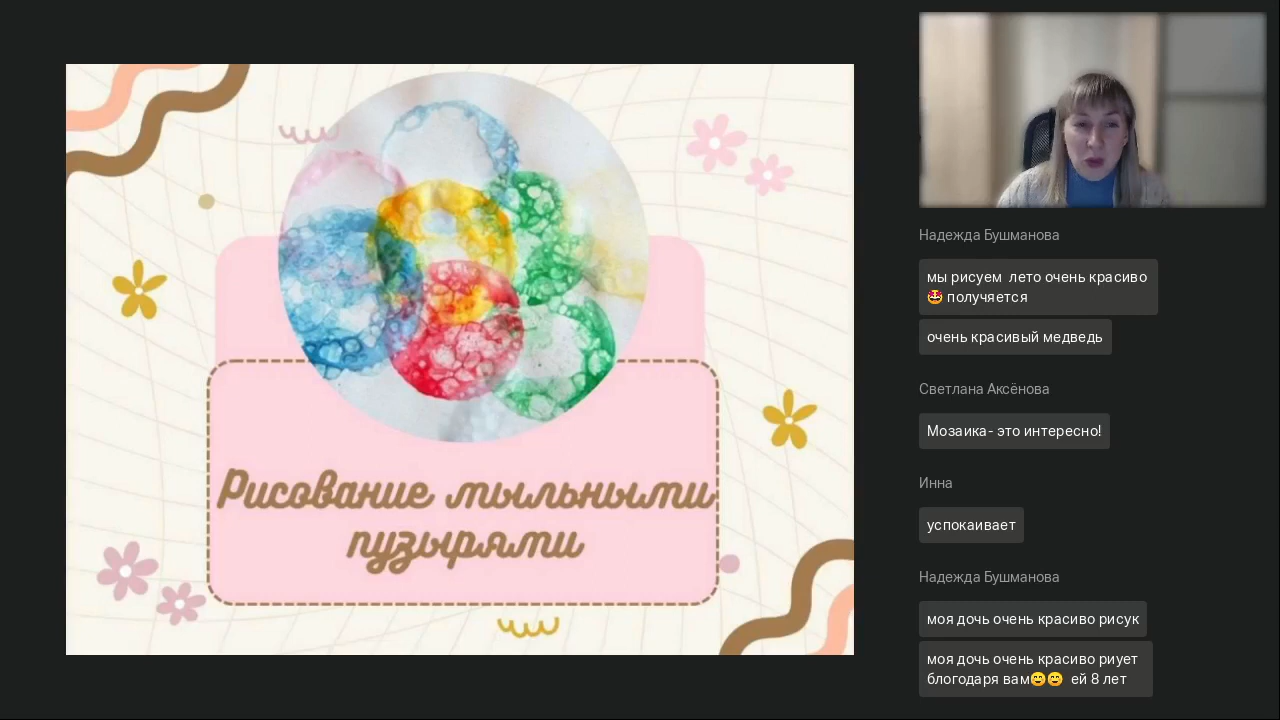 Рисование мыльными
пузырями
Надежда Бушманова
мы рисуем лето очень красиво
🤩 получяется
очень красивый медведь
Светлана Аксёнова
Мозаика- это интересно!
Инна
успокаивает
Надежда Бушманова
моя дочь очень красиво рисук
моя дочь очень красиво риует
блогодаря вам😊😊 ей 8 лет